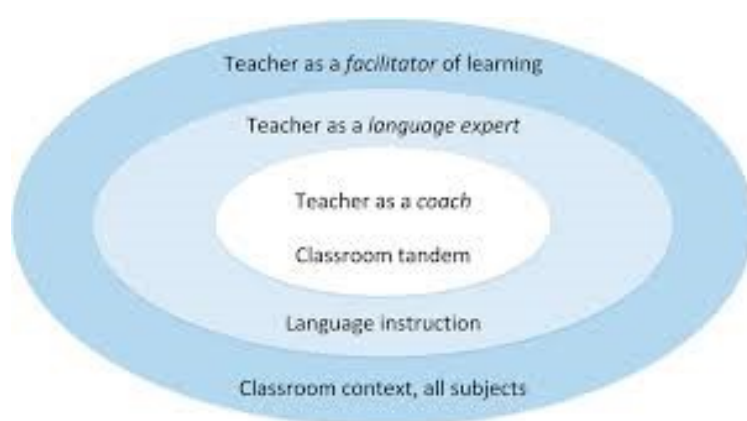 Teacher as a facilitator of learning
Teacher as a language expert
Teacher as a coach
Classroom tandem
Language instruction
Classroom context, all subjects